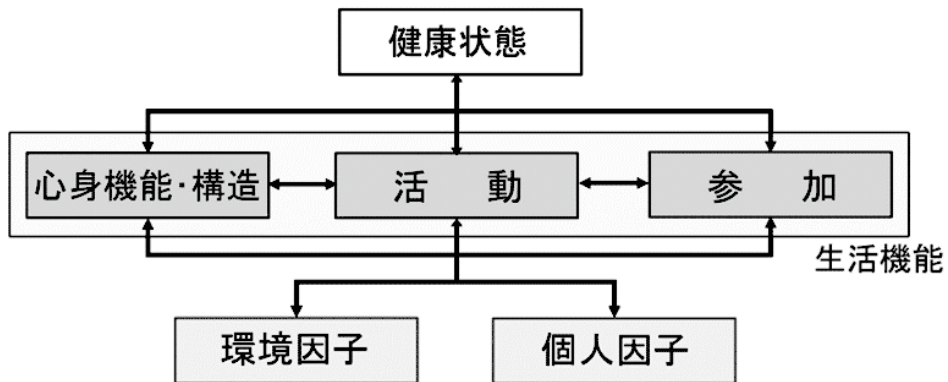 健康状態
心身機能・構造
活動
参加
生活機能
環境因子
個人因子